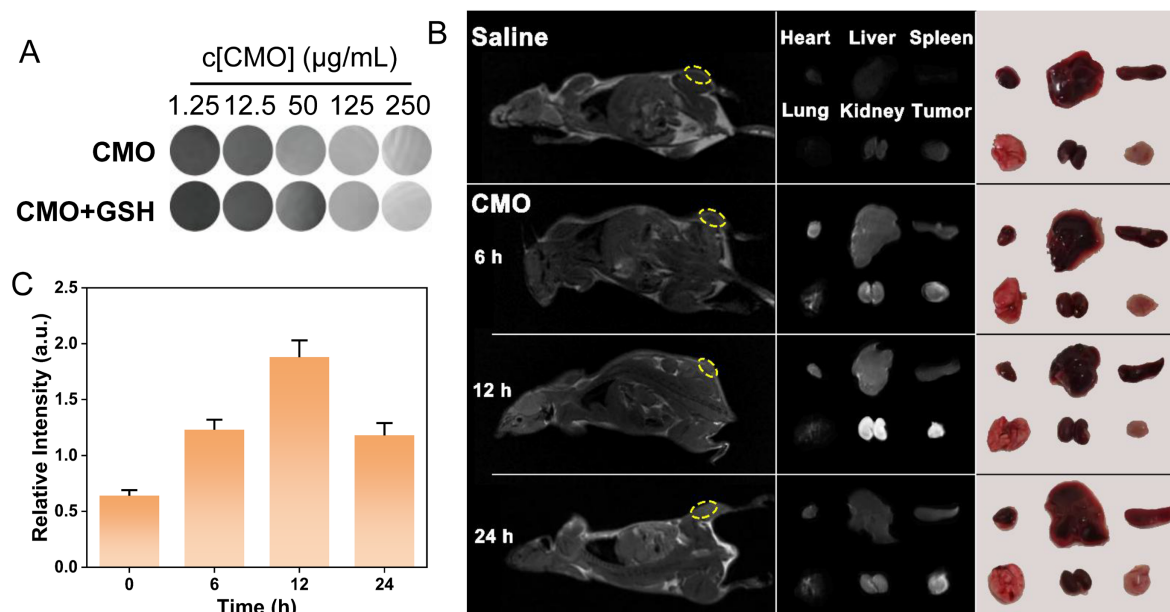 A
c[CMO] (µg/mL)
1.25 12.5 50 125 250
CMO
CMO+GSH
B
Saline
Heart Liver Spleen
Lung Kidney Tumor
CMO
6 h
12 h
24 h
C
Relative Intensity (a.u.)
2.5
2.0
1.5
1.0
0.5
0.0
0 6 12 24
Time (h)